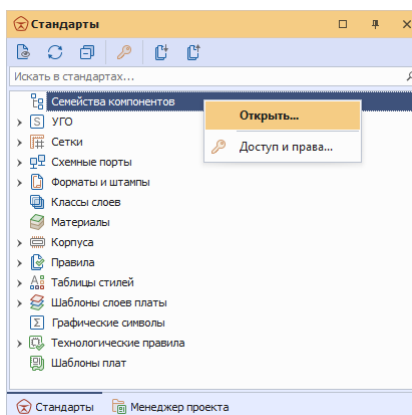 Стандарты
Искать в стандартах...
Семейства компонентов
Открыть...
S УГО
Доступ и права...
Сетки
Схемные порты
Форматы и штампы
Классы слоев
Материалы
Корпуса
Правила
Таблицы стилей
Шаблоны слоев платы
Σ Графические символы
Технологические правила
Шаблоны плат
Стандарты Менеджер проекта